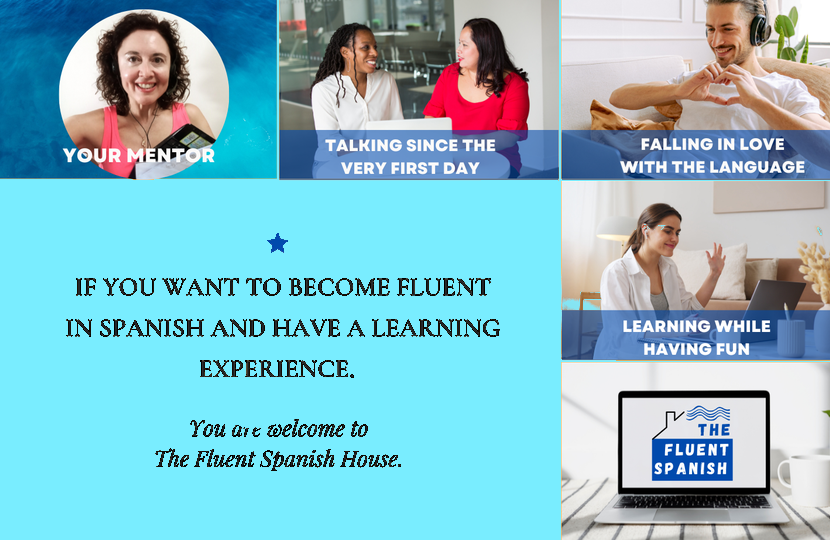 YOUR MENTOR
TALKING SINCE THE
VERY FIRST DAY
FALLING IN LOVE
WITH THE LANGUAGE
IF YOU WANT TO BECOME FLUENT
IN SPANISH AND HAVE A LEARNING
EXPERIENCE.
You are welcome to
The Fluent Spanish House.
LEARNING WHILE
HAVING FUN
THE
FLUENT
SPANISH